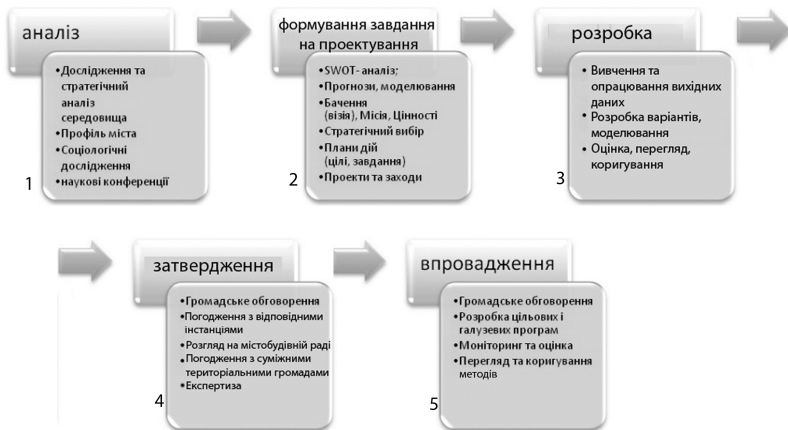 аналіз
•Дослідження та
стратегічний
аналіз
середовища
•Профіль міста
•Соціологічні
дослідження
•наукові конференції
1
формування завдання
на проектування
•SWOT- аналіз;
•Прогнози, моделювання
•Бачення
(візія), Місія, Цінності
•Стратегічний вибір
•Плани дій
(цілі, завдання)
•Проекти та заходи
2
розробка
• Вивчення та
опрацювання вихідних
даних
• Розробка варіантів,
моделювання
• Оцінка, перегляд,
коригування
3
затвердження
•Громадське обговорення
•Погодження з відповідними
інстанціями
•Розгляд на містобудівній раді
•Погодження з суміжними
територіальними громадами
•Експертиза
4
впровадження
•Громадське обговорення
•Розробка цільових і
галузевих програм
•Моніторинг та оцінка
•Перегляд та коригування
методів
5